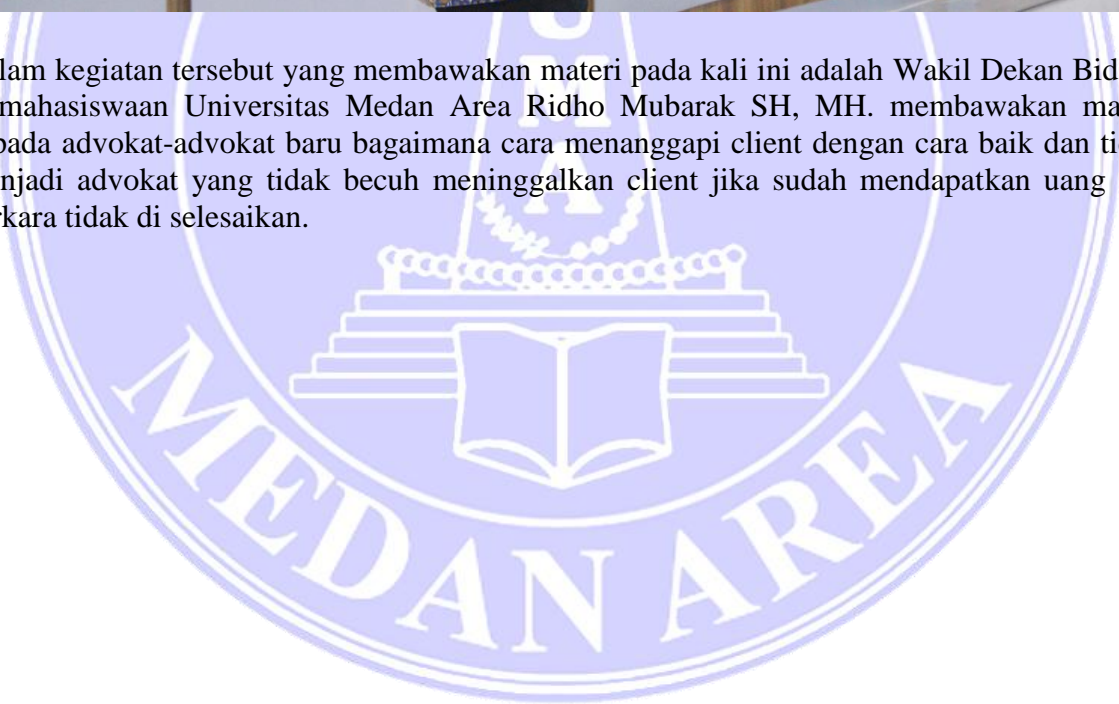 lam kegiatan tersebut yang membawakan materi pada kali ini adalah Wakil Dekan Bid
mahasiswaan Universitas Medan Area Ridho Mubarak SH, MH. membawakan ma
pada advokat-advokat baru bagaimana cara menanggapi client dengan cara baik dan ti
njadi advokat yang tidak becuh meninggalkan client jika sudah mendapatkan uang
rkara tidak di selesaikan.
U
M
A
MEDAN AREA